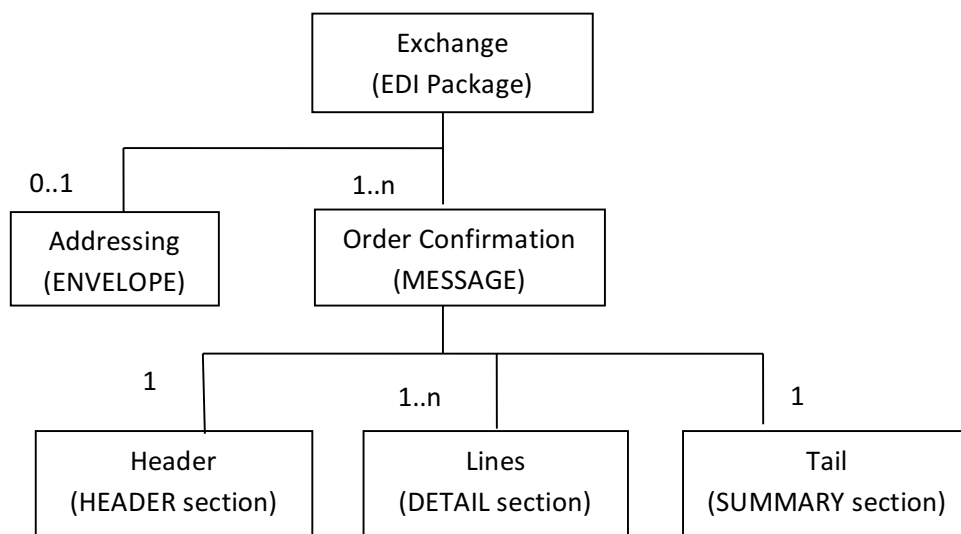 Exchange
(EDI Package)
0..1
1..n
Addressing
(ENVELOPE)
Order Confirmation
(MESSAGE)
1
1..n
1
Header
(HEADER section)
Lines
(DETAIL section)
Tail
(SUMMARY section)